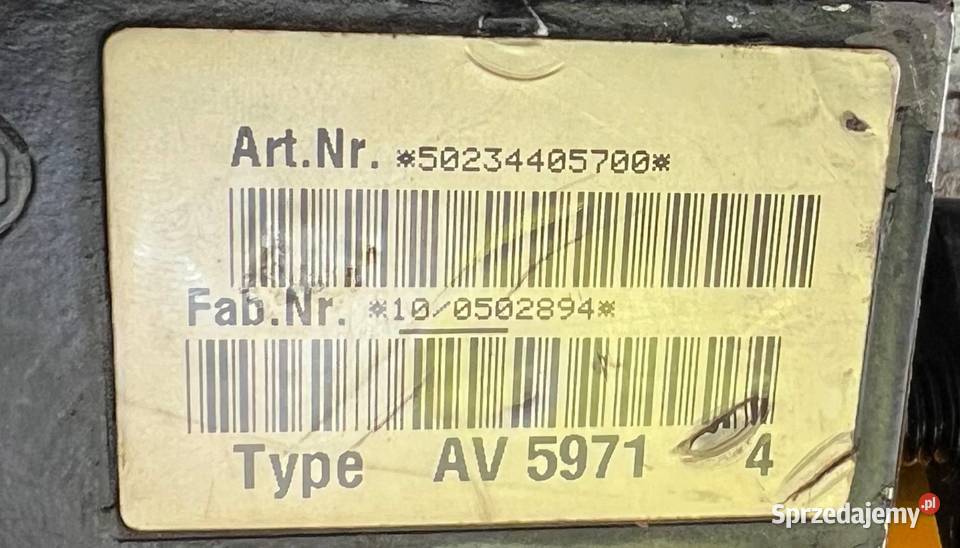 Art.Nr. *50234405700*
Fab.Nr. *10/0502894*
Type AV 5971 4
Sprzedajemy.pl